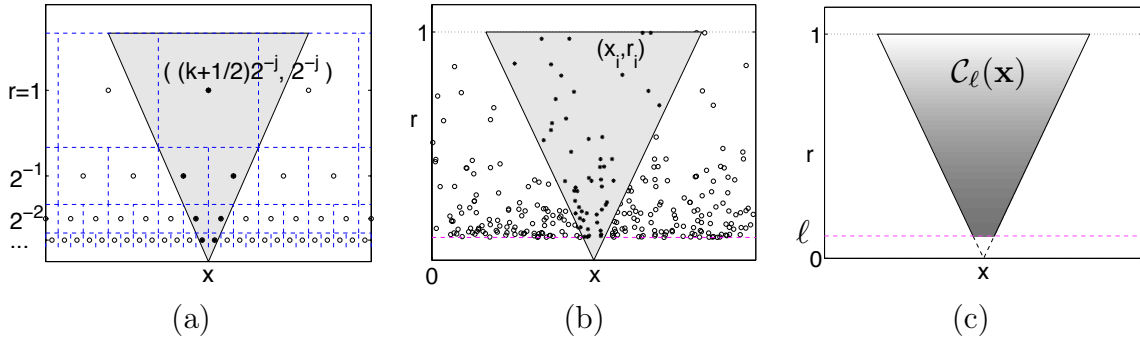 ( (k+1/2)2^{-j}, 2^{-j} )
r=1
2^{-1}
2^{-2}
...
x
(a)
1
(x_i,r_i)
r
0
x
(b)
1
C_ℓ(x)
r
ℓ
0
x
(c)